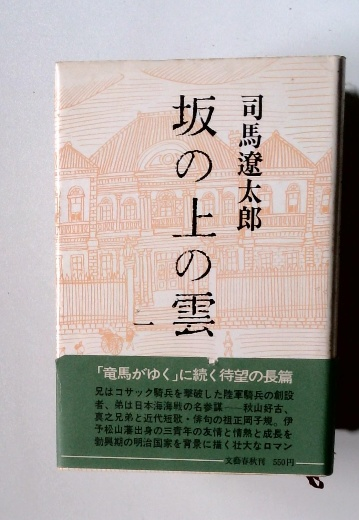 司馬遼太郎
坂の上の雲
一
「竜馬がゆく」に続く待望の長篇
兄はコサック騎兵を撃破した陸軍騎兵の創設
者、弟は日本海海戦の名参謀——秋山好古、
真之兄弟と近代短歌・俳句の祖正岡子規。伊
予松山藩出身の三青年の友情と情熱と成長を
勃興期の明治国家を背景に描く壮大なロマン
文藝春秋刊 550円